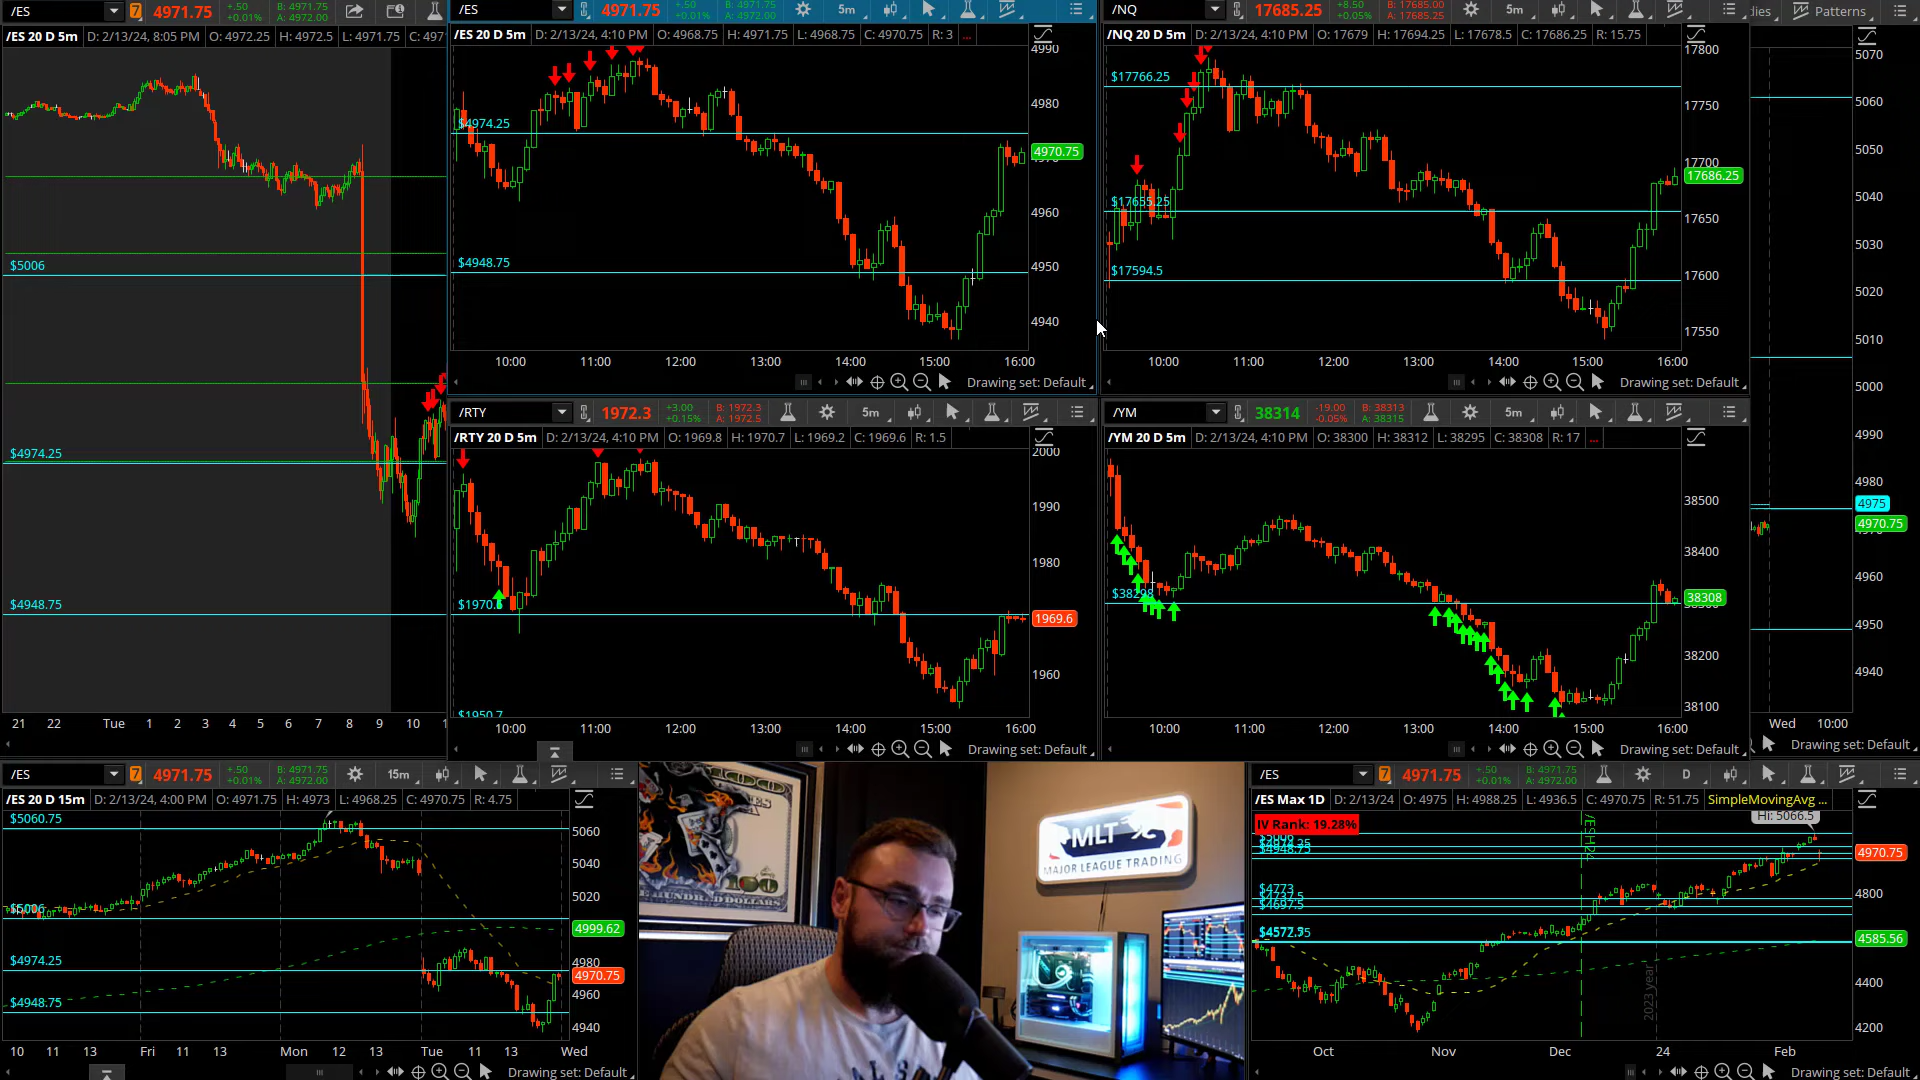 /ES
7
4971.75
+.50
+0.01%
B: 4971.75
A: 4972.00
/ES 20 D 5m
D: 2/13/24, 8:05 PM
O: 4972.25
H: 4972.5
L: 4971.75
$5006
$4974.25
$4948.75
21 22 Tue 1 2 3 4 5 6 7 8 9 10
/ES
4971.75
+.50
+0.01%
B: 4971.75
A: 4972.00
5m
/ES 20 D 5m
D: 2/13/24, 4:10 PM
O: 4968.75
H: 4971.75
L: 4968.75
C: 4970.75
R: 3
...
$4974.25
$4948.75
4990
4980
4970.75
4960
4950
4940
10:00 11:00 12:00 13:00 14:00 15:00 16:00
Drawing set: Default
/NQ
17685.25
+8.50
+0.05%
B: 17685.00
A: 17685.25
5m
/NQ 20 D 5m
D: 2/13/24, 4:10 PM
O: 17679
H: 17694.25
L: 17678.5
C: 17686.25
R: 15.75
$17766.25
$17655.25
$17594.5
17800
17750
17700
17686.25
17650
17600
17550
10:00 11:00 12:00 13:00 14:00 15:00 16:00
Drawing set: Default
Patterns
5070
5060
5050
5040
5030
5020
5010
5000
4990
4980
4975
4970.75
4960
4950
4940
Wed 10:00
Drawing set: Default
/RTY
1972.3
+3.00
+0.15%
B: 1972.3
A: 1972.5
5m
/RTY 20 D 5m
D: 2/13/24, 4:10 PM
O: 1969.8
H: 1970.7
L: 1969.2
C: 1969.6
R: 1.5
$1950.7
2000
1990
1980
1969.6
1960
10:00 11:00 12:00 13:00 14:00 15:00 16:00
Drawing set: Default
/YM
38314
-19.00
-0.05%
B: 38313
A: 38315
5m
/YM 20 D 5m
D: 2/13/24, 4:10 PM
O: 38300
H: 38312
L: 38295
C: 38308
R: 17
...
$38298
38500
38400
38308
38200
38100
10:00 11:00 12:00 13:00 14:00 15:00 16:00
Drawing set: Default
/ES
7
4971.75
+.50
+0.01%
B: 4971.75
A: 4972.00
15m
/ES 20 D 15m
D: 2/13/24, 4:00 PM
O: 4971.75
H: 4973
L: 4968.25
C: 4970.75
R: 4.75
$5060.75
$5006
$4974.25
$4948.75
5060
5040
5020
4999.62
4980
4970.75
4960
4940
10 11 13 Fri 11 13 Mon 12 13 Tue 11 13 Wed
Drawing set: Default
MLT
MAJOR LEAGUE TRADING
100
/ES
7
4971.75
+.50
+0.01%
B: 4971.75
A: 4972.00
D
/ES Max 1D
D: 2/13/24
O: 4975
H: 4988.25
L: 4936.5
C: 4970.75
R: 51.75
SimpleMovingAvg ...
IV Rank: 19.28%
Hi: 5066.5
/ESH24
$4948.75
$4773
$4737.5
$4697.5
2023 year
4970.75
4800
4585.56
4400
4200
Oct Nov Dec 24 Feb
Drawing set: Default